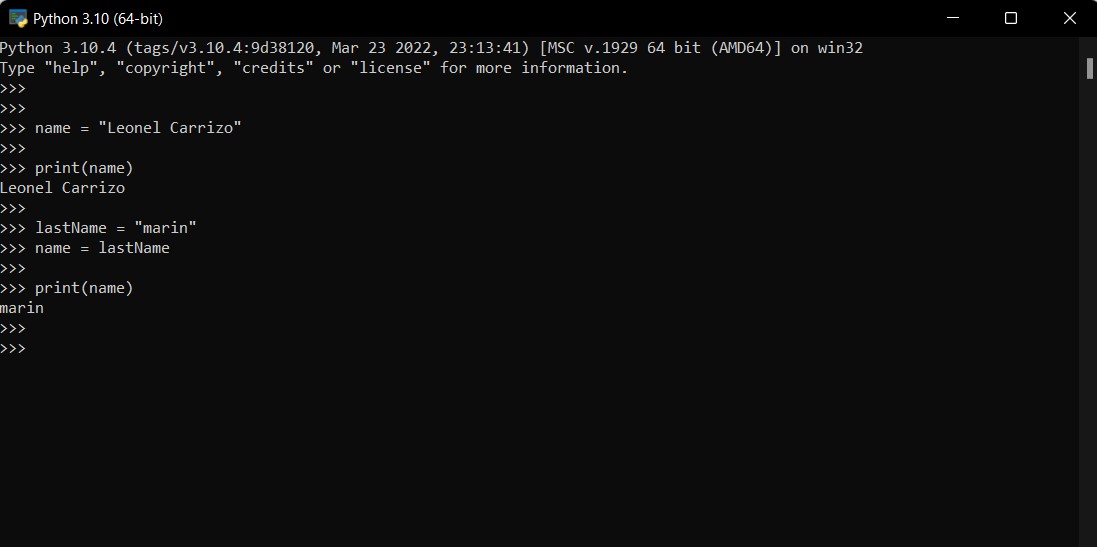 Python 3.10 (64-bit)
Python 3.10.4 (tags/v3.10.4:9d38120, Mar 23 2022, 23:13:41) [MSC v.1929 64 bit (AMD64)] on win32
Type "help", "copyright", "credits" or "license" for more information.
>>>
>>>
>>> name = "Leonel Carrizo"
>>>
>>> print(name)
Leonel Carrizo
>>>
>>> lastName = "marin"
>>> name = lastName
>>>
>>> print(name)
marin
>>>
>>>